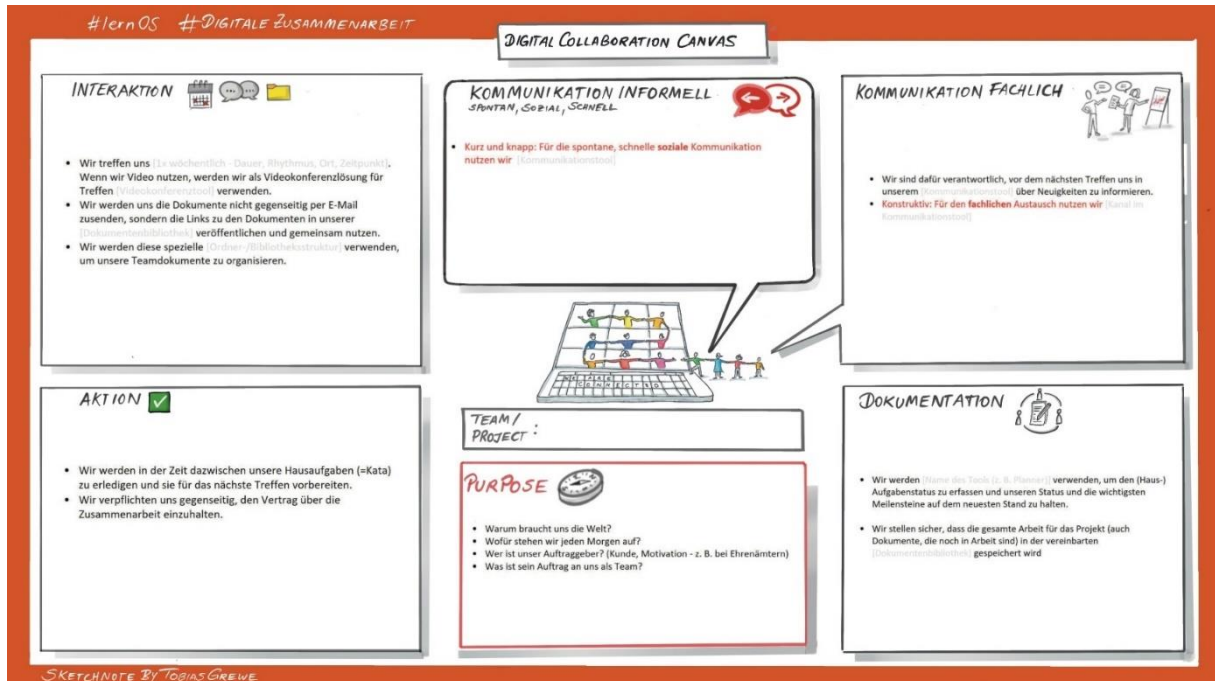 #lernOS #DIGITALE ZUSAMMENARBEIT
DIGITAL COLLABORATION CANVAS
INTERAKTION
• Wir treffen uns [1x wöchentlich - Dauer, Rhythmus, Ort, Zeitpunkt].
Wenn wir Video nutzen, werden wir als Videokonferenzlösung für
Treffen [Videokonferenztool] verwenden.
• Wir werden uns die Dokumente nicht gegenseitig per E-Mail
zusenden, sondern die Links zu den Dokumenten in unserer
[Dokumentenbibliothek] veröffentlichen und gemeinsam nutzen.
• Wir werden diese spezielle [Ordner-/Bibliotheksstruktur] verwenden,
um unsere Teamdokumente zu organisieren.
KOMMUNIKATION INFORMELL
SPONTAN, SOZIAL, SCHNELL
• Kurz und knapp: Für die spontane, schnelle soziale Kommunikation
nutzen wir [Kommunikationstool]
KOMMUNIKATION FACHLICH
• Wir sind dafür verantwortlich, vor dem nächsten Treffen uns in
unserem [Kommunikationstool] über Neuigkeiten zu informieren.
• Konstruktiv: Für den fachlichen Austausch nutzen wir [Kanal im
Kommunikationstool]
WE ARE
CONNECTED
AKTION
• Wir werden in der Zeit dazwischen unsere Hausaufgaben (=Kata)
zu erledigen und sie für das nächste Treffen vorbereiten.
• Wir verpflichten uns gegenseitig, den Vertrag über die
Zusammenarbeit einzuhalten.
TEAM/
PROJECT :
PURPOSE
• Warum braucht uns die Welt?
• Wofür stehen wir jeden Morgen auf?
• Wer ist unser Auftraggeber? (Kunde, Motivation - z. B. bei Ehrenämtern)
• Was ist sein Auftrag an uns als Team?
DOKUMENTATION
• Wir werden [Name des Tools (z. B. Planner)] verwenden, um den (Haus-)
Aufgabenstatus zu erfassen und unseren Status und die wichtigsten
Meilensteine auf dem neuesten Stand zu halten.
• Wir stellen sicher, dass die gesamte Arbeit für das Projekt (auch
Dokumente, die noch in Arbeit sind) in der vereinbarten
[Dokumentenbibliothek] gespeichert wird
SKETCHNOTE BY TOBIAS GREWE